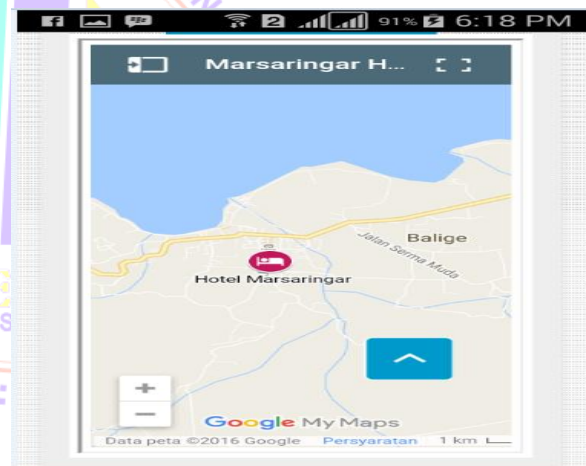 91% 6:18 PM
Marsaringar H...
Balige
Jalan Serma Muda
Hotel Marsaringar
+
−
Google My Maps
Data peta ©2016 Google Persyaratan 1 km